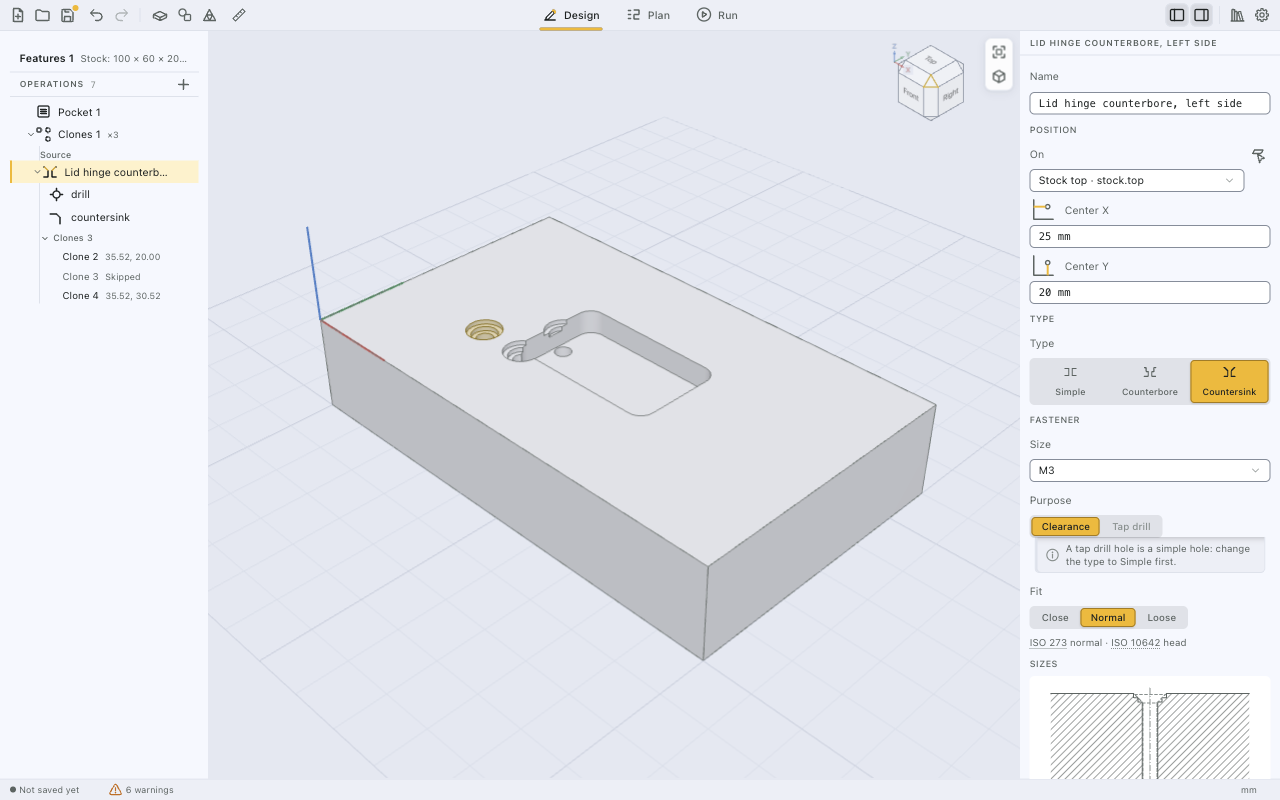 Design
Plan
Run
Features 1 Stock: 100 × 60 × 20...
OPERATIONS 7
Pocket 1
Clones 1 ×3
Source
Lid hinge counterb...
drill
countersink
Clones 3
Clone 2 35.52, 20.00
Clone 3 Skipped
Clone 4 35.52, 30.52
Z
Y
X
Top
Front
Right
LID HINGE COUNTERBORE, LEFT SIDE
Name
Lid hinge counterbore, left side
POSITION
On
Stock top · stock.top
Center X
25 mm
Center Y
20 mm
TYPE
Type
Simple
Counterbore
Countersink
FASTENER
Size
M3
Purpose
Clearance
Tap drill
A tap drill hole is a simple hole: change
the type to Simple first.
Fit
Close
Normal
Loose
ISO 273 normal · ISO 10642 head
SIZES
Not saved yet
6 warnings
mm